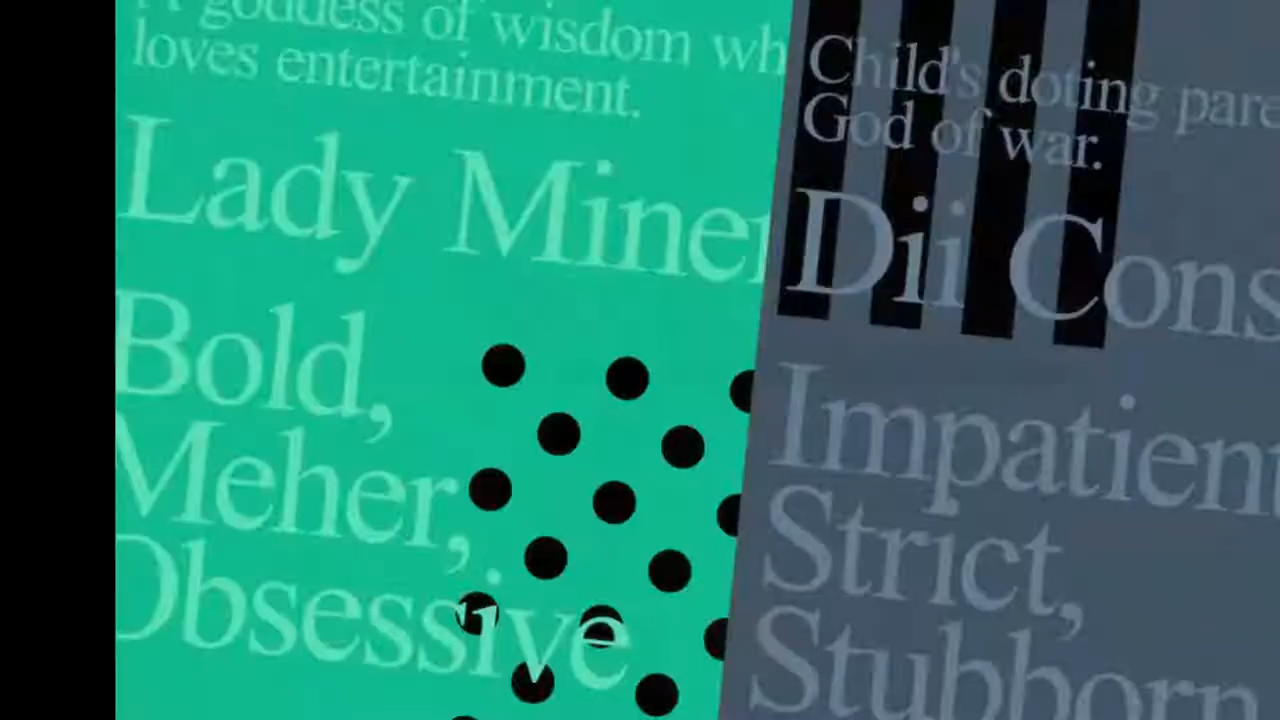 A goddess of wisdom wh
loves entertainment.
Lady Miner
Bold,
Meher,
Obsessive
Child's doting pare
God of war.
Dii Cons
Impatient
Strict,
Stubborn